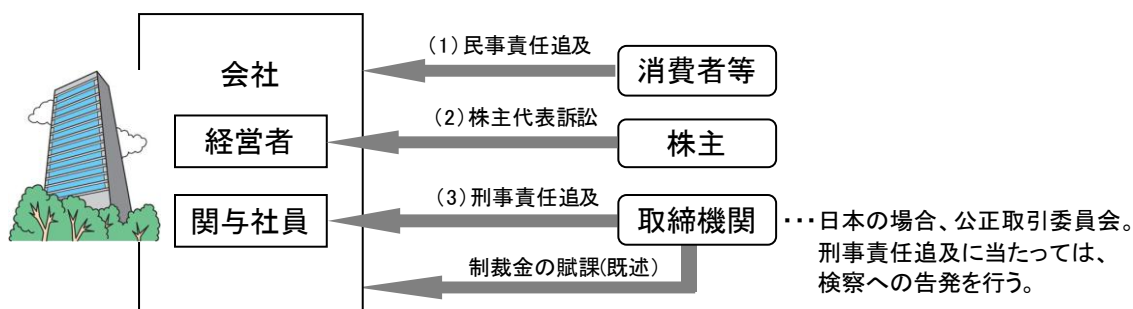 (1)民事責任追及
消費者等
会社
(2)株主代表訴訟
経営者
株主
(3)刑事責任追及
関与社員
取締機関
・・・日本の場合、公正取引委員会。
刑事責任追及に当たっては、
検察への告発を行う。
制裁金の賦課(既述)